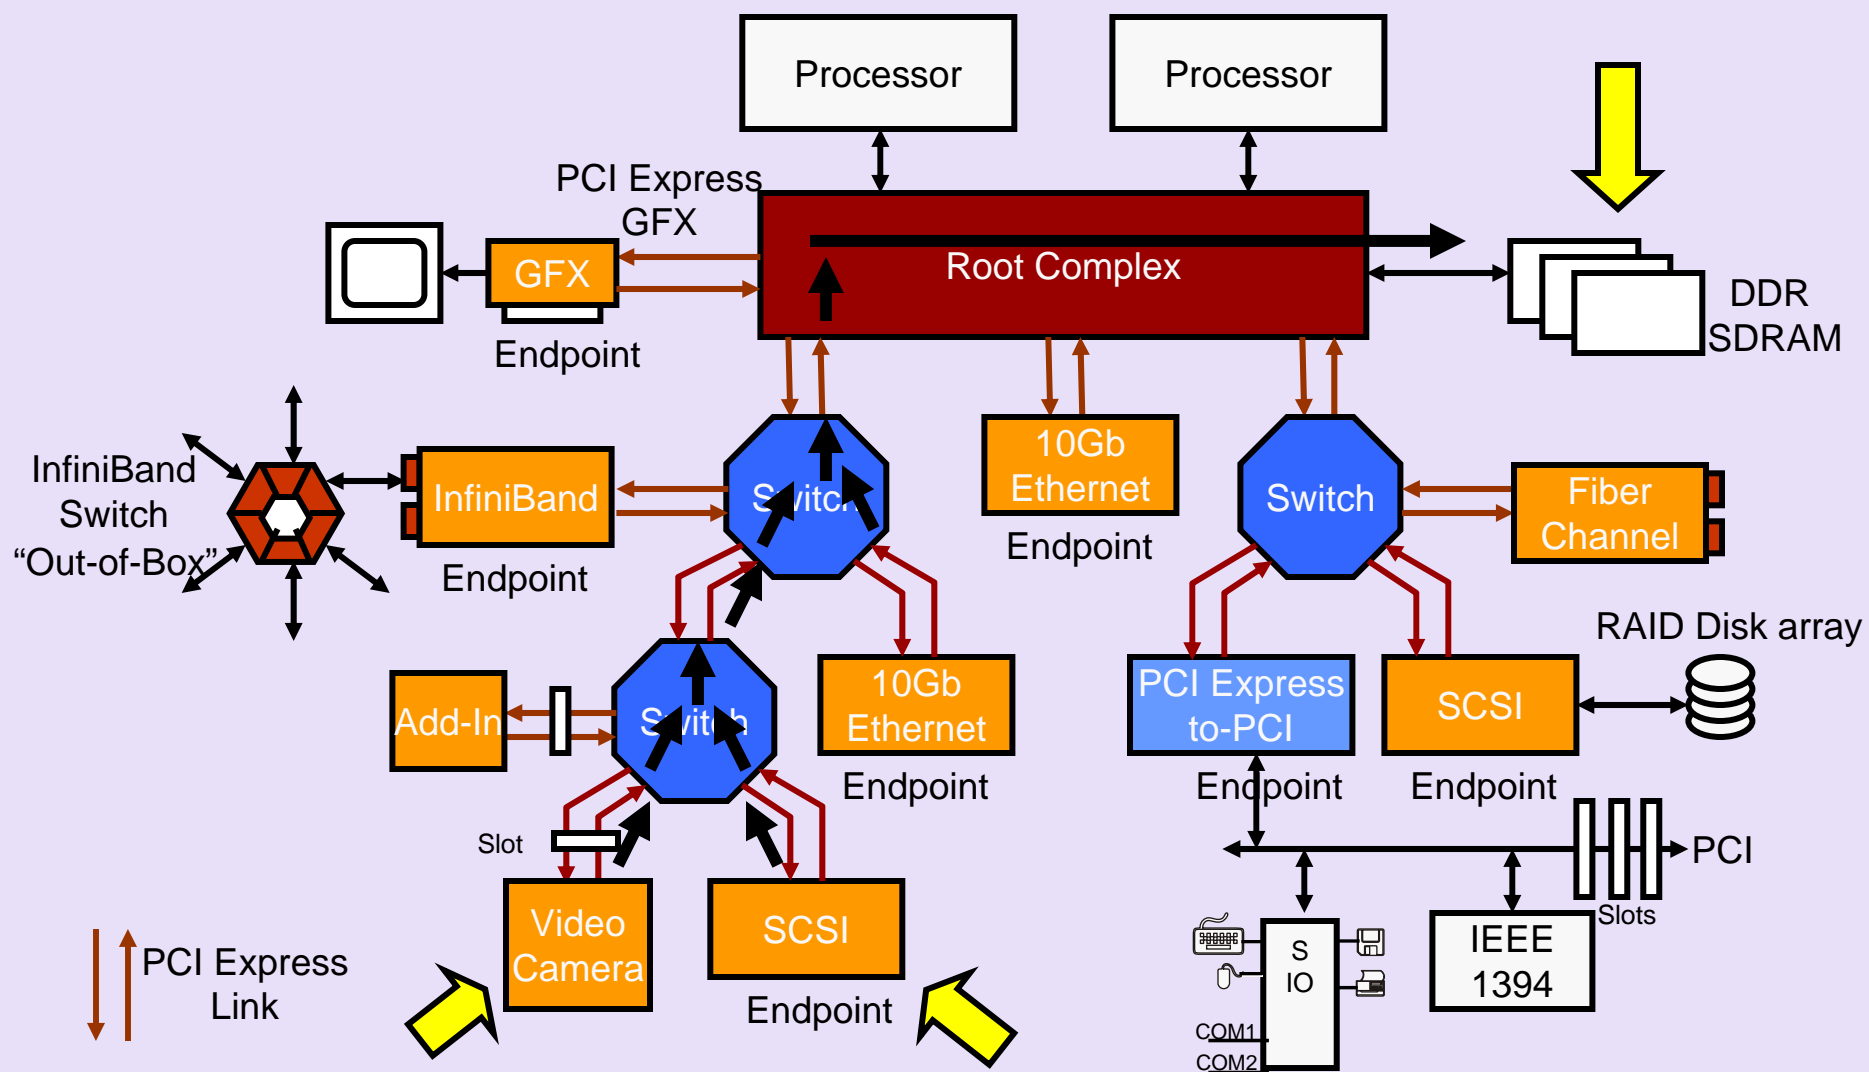 Processor
Processor
PCI Express
GFX
GFX
Endpoint
Root Complex
DDR
SDRAM
InfiniBand
Switch
“Out-of-Box”
InfiniBand
Endpoint
Switch
10Gb
Ethernet
Endpoint
Switch
Fiber
Channel
RAID Disk array
Add-In
Switch
10Gb
Ethernet
Endpoint
PCI Express
to-PCI
Endpoint
SCSI
Endpoint
Slot
Video
Camera
SCSI
Endpoint
PCI
Slots
S
IO
IEEE
1394
COM1
COM2
PCI Express
Link